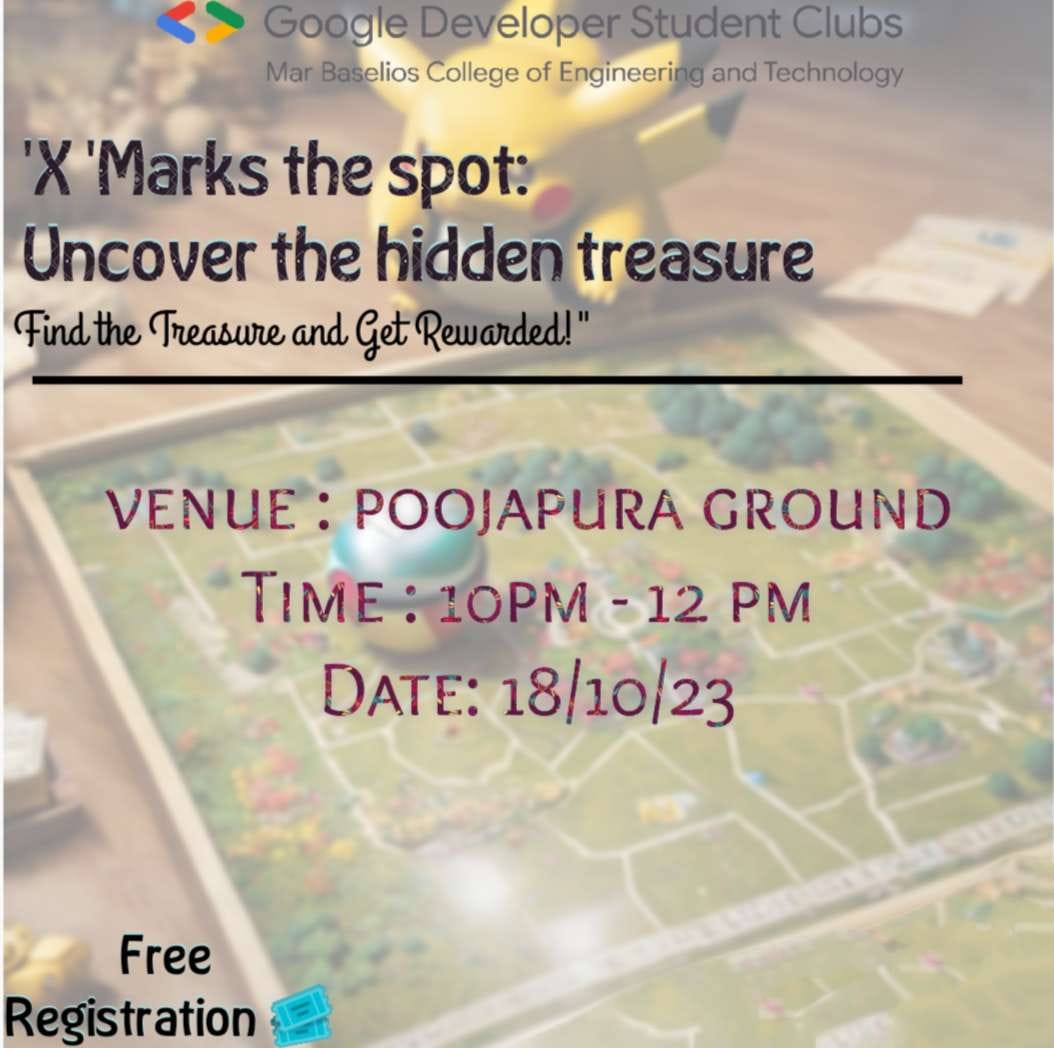 Google Developer Student Clubs
Mar Baselios College of Engineering and Technology
'X 'Marks the spot:
Uncover the hidden treasure
Find the Treasure and Get Rewarded!"
VENUE : POOJAPURA GROUND
TIME : 10PM - 12 PM
DATE: 18/10/23
Free
Registration